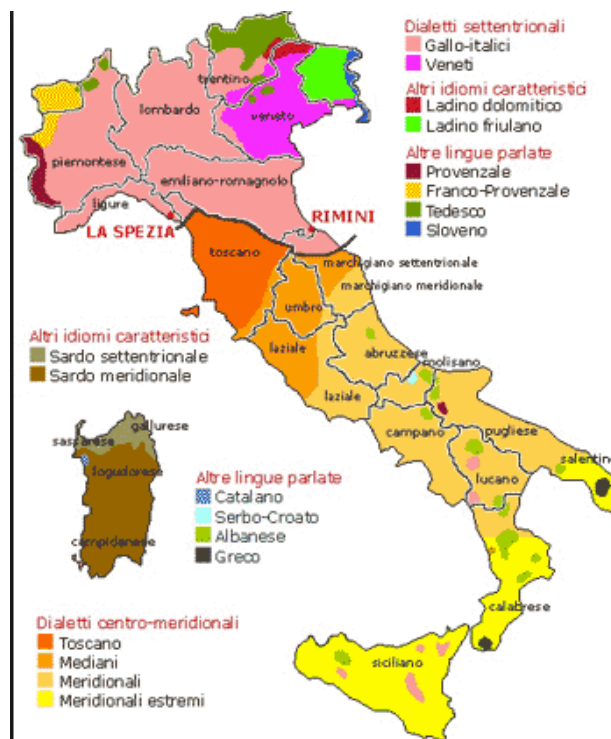 Dialetti settentrionali
Gallo-italici
Veneti
Altri idiomi caratteristici
Ladino dolomitico
Ladino friulano
Altre lingue parlate
Provenzale
Franco-Provenzale
Tedesco
Sloveno
trentino
lombardo
veneto
piemontese
emiliano-romagnolo
ligure
LA SPEZIA
RIMINI
toscano
marchigiano settentrionale
marchigiano meridionale
umbro
Altri idiomi caratteristici
Sardo settentrionale
Sardo meridionale
laziale
abruzzese
molisano
laziale
campano
pugliese
salentino
lucano
gallurese
sassarese
logudorese
campidanese
Altre lingue parlate
Catalano
Serbo-Croato
Albanese
Greco
calabrese
siciliano
Dialetti centro-meridionali
Toscano
Mediani
Meridionali
Meridionali estremi